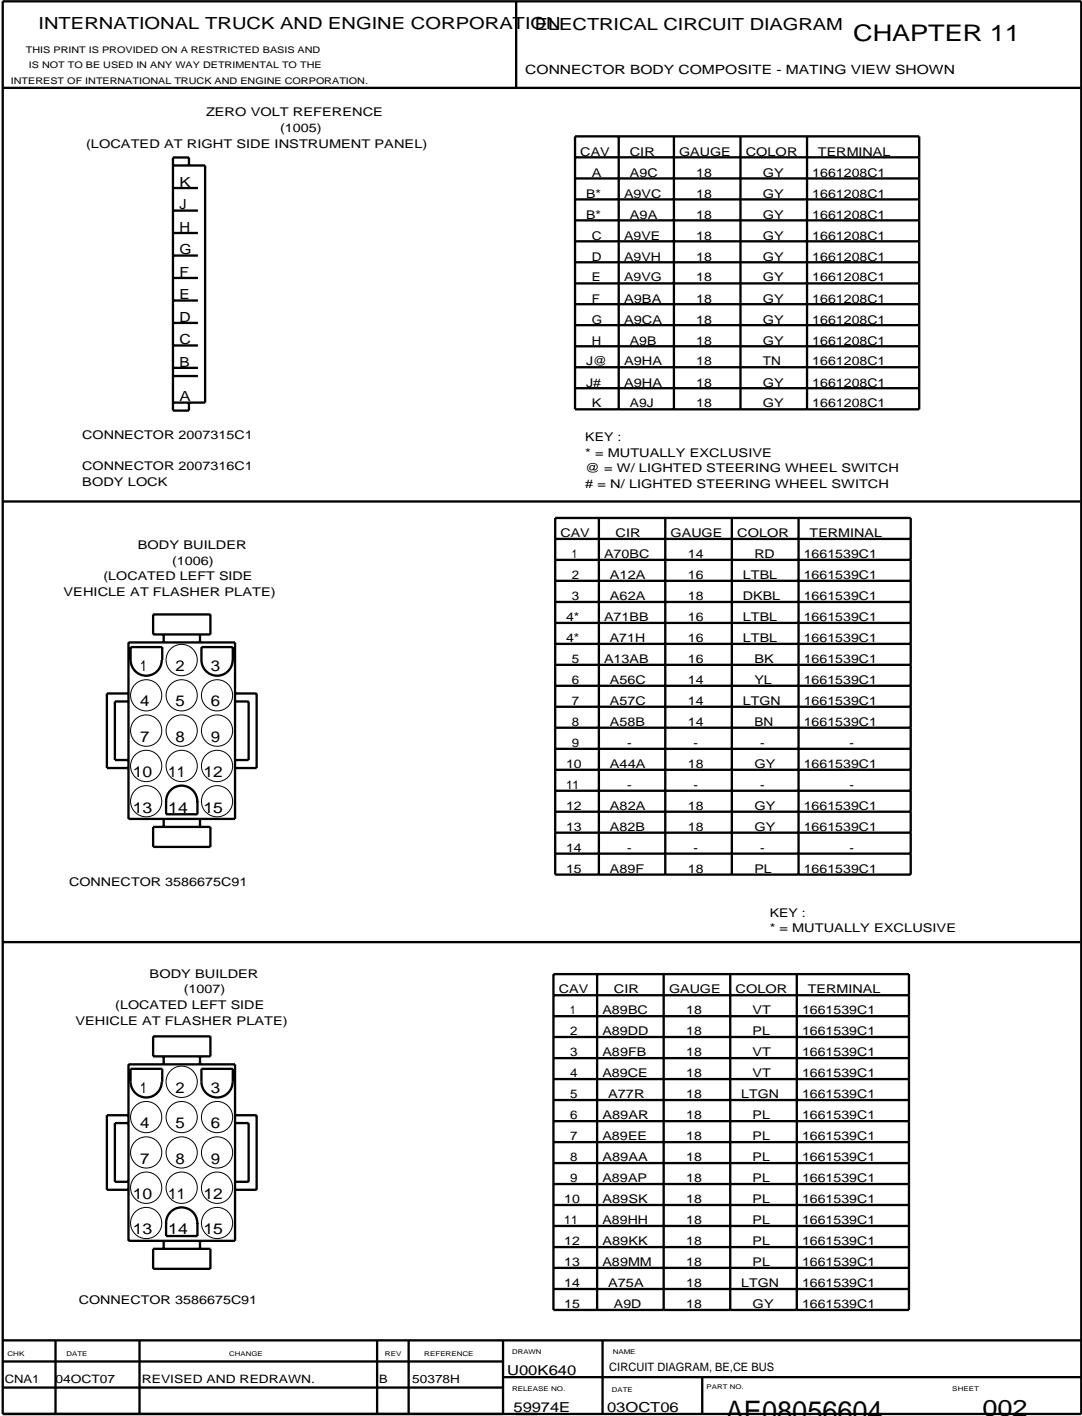 INTERNATIONAL TRUCK AND ENGINE CORPORATION
THIS PRINT IS PROVIDED ON A RESTRICTED BASIS AND
IS NOT TO BE USED IN ANY WAY DETRIMENTAL TO THE
INTEREST OF INTERNATIONAL TRUCK AND ENGINE CORPORATION.
ELECTRICAL CIRCUIT DIAGRAM CHAPTER 11
CONNECTOR BODY COMPOSITE - MATING VIEW SHOWN
ZERO VOLT REFERENCE
(1005)
(LOCATED AT RIGHT SIDE INSTRUMENT PANEL)
K
J
H
G
F
E
D
C
B
A
CONNECTOR 2007315C1
CONNECTOR 2007316C1
BODY LOCK
CAV CIR GAUGE COLOR TERMINAL
A A9C 18 GY 1661208C1
B* A9VC 18 GY 1661208C1
B* A9A 18 GY 1661208C1
C A9VE 18 GY 1661208C1
D A9VH 18 GY 1661208C1
E A9VG 18 GY 1661208C1
F A9BA 18 GY 1661208C1
G A9CA 18 GY 1661208C1
H A9B 18 GY 1661208C1
J@ A9HA 18 TN 1661208C1
J# A9HA 18 GY 1661208C1
K A9J 18 GY 1661208C1
KEY :
* = MUTUALLY EXCLUSIVE
@ = W/ LIGHTED STEERING WHEEL SWITCH
# = N/ LIGHTED STEERING WHEEL SWITCH
BODY BUILDER
(1006)
(LOCATED LEFT SIDE
VEHICLE AT FLASHER PLATE)
1 2 3
4 5 6
7 8 9
10 11 12
13 14 15
CONNECTOR 3586675C91
CAV CIR GAUGE COLOR TERMINAL
1 A70BC 14 RD 1661539C1
2 A12A 16 LTBL 1661539C1
3 A62A 18 DKBL 1661539C1
4* A71BB 16 LTBL 1661539C1
4* A71H 16 LTBL 1661539C1
5 A13AB 16 BK 1661539C1
6 A56C 14 YL 1661539C1
7 A57C 14 LTGN 1661539C1
8 A58B 14 BN 1661539C1
9 - - - -
10 A44A 18 GY 1661539C1
11 - - - -
12 A82A 18 GY 1661539C1
13 A82B 18 GY 1661539C1
14 - - - -
15 A89F 18 PL 1661539C1
KEY :
* = MUTUALLY EXCLUSIVE
BODY BUILDER
(1007)
(LOCATED LEFT SIDE
VEHICLE AT FLASHER PLATE)
1 2 3
4 5 6
7 8 9
10 11 12
13 14 15
CONNECTOR 3586675C91
CAV CIR GAUGE COLOR TERMINAL
1 A89BC 18 VT 1661539C1
2 A89DD 18 PL 1661539C1
3 A89FB 18 VT 1661539C1
4 A89CE 18 VT 1661539C1
5 A77R 18 LTGN 1661539C1
6 A89AR 18 PL 1661539C1
7 A89EE 18 PL 1661539C1
8 A89AA 18 PL 1661539C1
9 A89AP 18 PL 1661539C1
10 A89SK 18 PL 1661539C1
11 A89HH 18 PL 1661539C1
12 A89KK 18 PL 1661539C1
13 A89MM 18 PL 1661539C1
14 A75A 18 LTGN 1661539C1
15 A9D 18 GY 1661539C1
CHK DATE CHANGE REV REFERENCE
CNA1 04OCT07 REVISED AND REDRAWN. B 50378H
DRAWN
U00K640
NAME
CIRCUIT DIAGRAM, BE,CE BUS
RELEASE NO.
59974E
DATE
03OCT06
PART NO.
AE08056604
SHEET
002